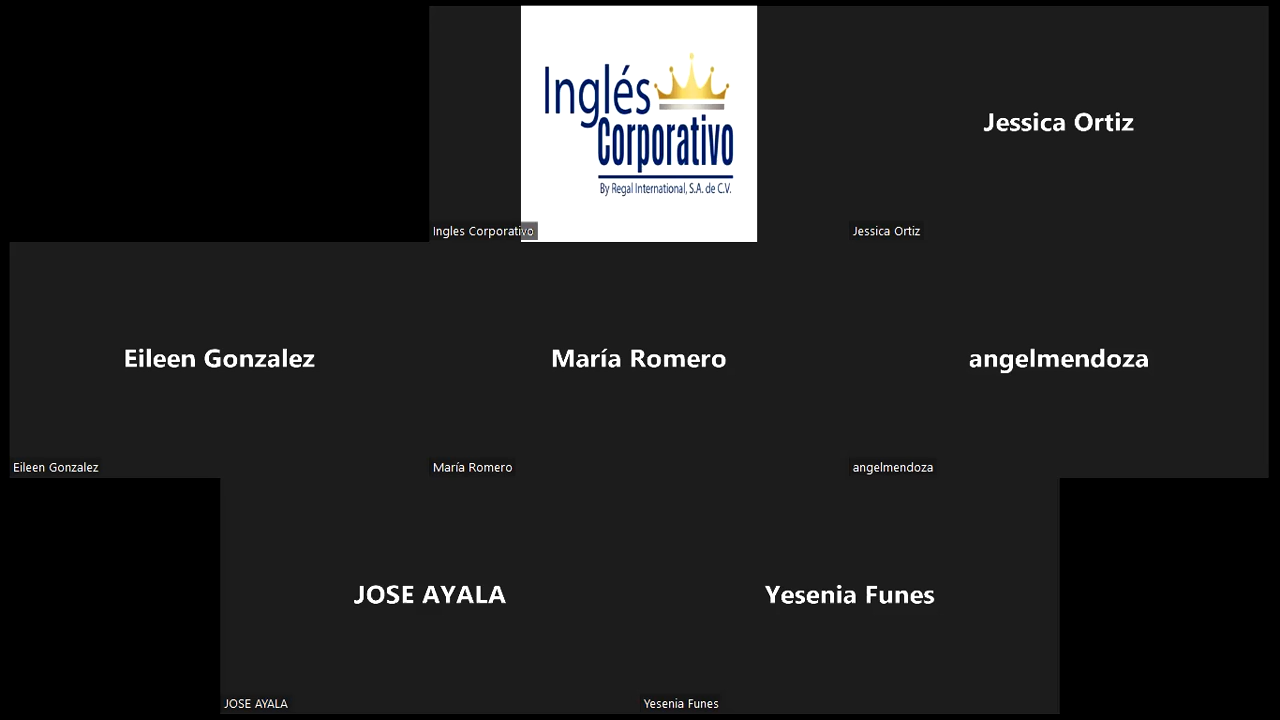 Inglés
Corporativo
By Regal International, S.A. de C.V.
Ingles Corporativo
Jessica Ortiz
Jessica Ortiz
Eileen Gonzalez
Eileen Gonzalez
María Romero
María Romero
angelmendoza
angelmendoza
JOSE AYALA
JOSE AYALA
Yesenia Funes
Yesenia Funes